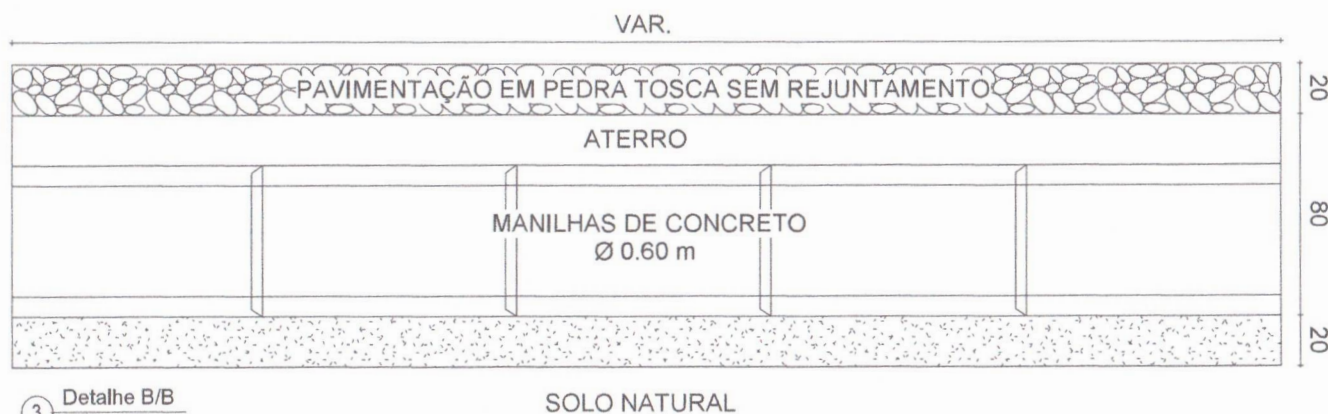 VAR.
PAVIMENTAÇÃO EM PEDRA TOSCA SEM REJUNTAMENTO
20
ATERRO
MANILHAS DE CONCRETO
Ø 0.60 m
80
20
3 Detalhe B/B
SOLO NATURAL